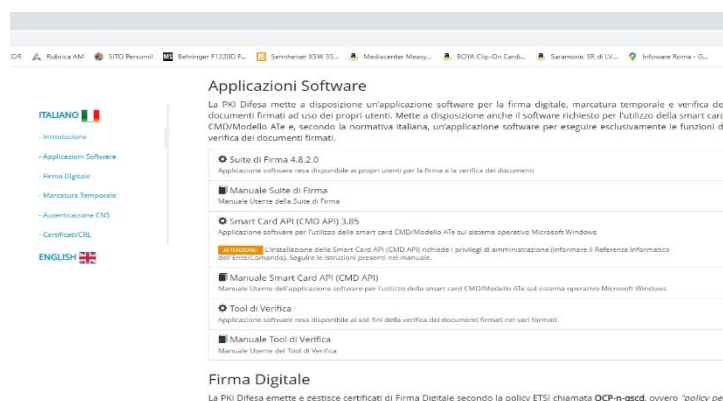 Rubrica AM SITO Personil Behringer F1220D F... Sennheiser XSW 35... Mediacenter Measy... BOYA Clip-On Cardi... Saramonic SR di LV... Infoware Roma - G...
Applicazioni Software
La PKI Difesa mette a disposizione un'applicazione software per la firma digitale, marcatura temporale e verifica de
documenti firmati ad uso dei propri utenti. Mette a disposizione anche il software richiesto per l'utilizzo della smart card
CMD/Modello ATe e, secondo la normativa italiana, un'applicazione software per eseguire esclusivamente le funzioni d
verifica dei documenti firmati.
ITALIANO
- Introduzione
- Applicazioni Software
- Firma Digitale
- Marcatura Temporale
- Autenticazione CNS
- Certificati/CRL
ENGLISH
Suite di Firma 4.8.2.0
Applicazione software resa disponibile ai propri utenti per la firma e la verifica dei documenti
Manuale Suite di Firma
Manuale Utente della Suite di Firma
Smart Card API (CMD API) 3.85
Applicazione software per l'utilizzo della smart card CMD/Modello ATe sul sistema operativo Microsoft Windows
ATTENZIONE L'installazione delle Smart Card API (CMD API) richiede i privilegi di amministrazione (informare il Referente Informatico
dell'Ente/Comando). Seguire le istruzioni presenti nel manuale.
Manuale Smart Card API (CMD API)
Manuale Utente dell'applicazione software per l'utilizzo della smart card CMD/Modello ATe sul sistema operativo Microsoft Windows
Tool di Verifica
Applicazione software resa disponibile ai soli fini della verifica dei documenti firmati nei vari formati
Manuale Tool di Verifica
Manuale Utente del Tool di Verifica
Firma Digitale
La PKI Difesa emette e gestisce certificati di Firma Digitale secondo la policy ETSI chiamata QCP-n-qscd, ovvero "policy pe